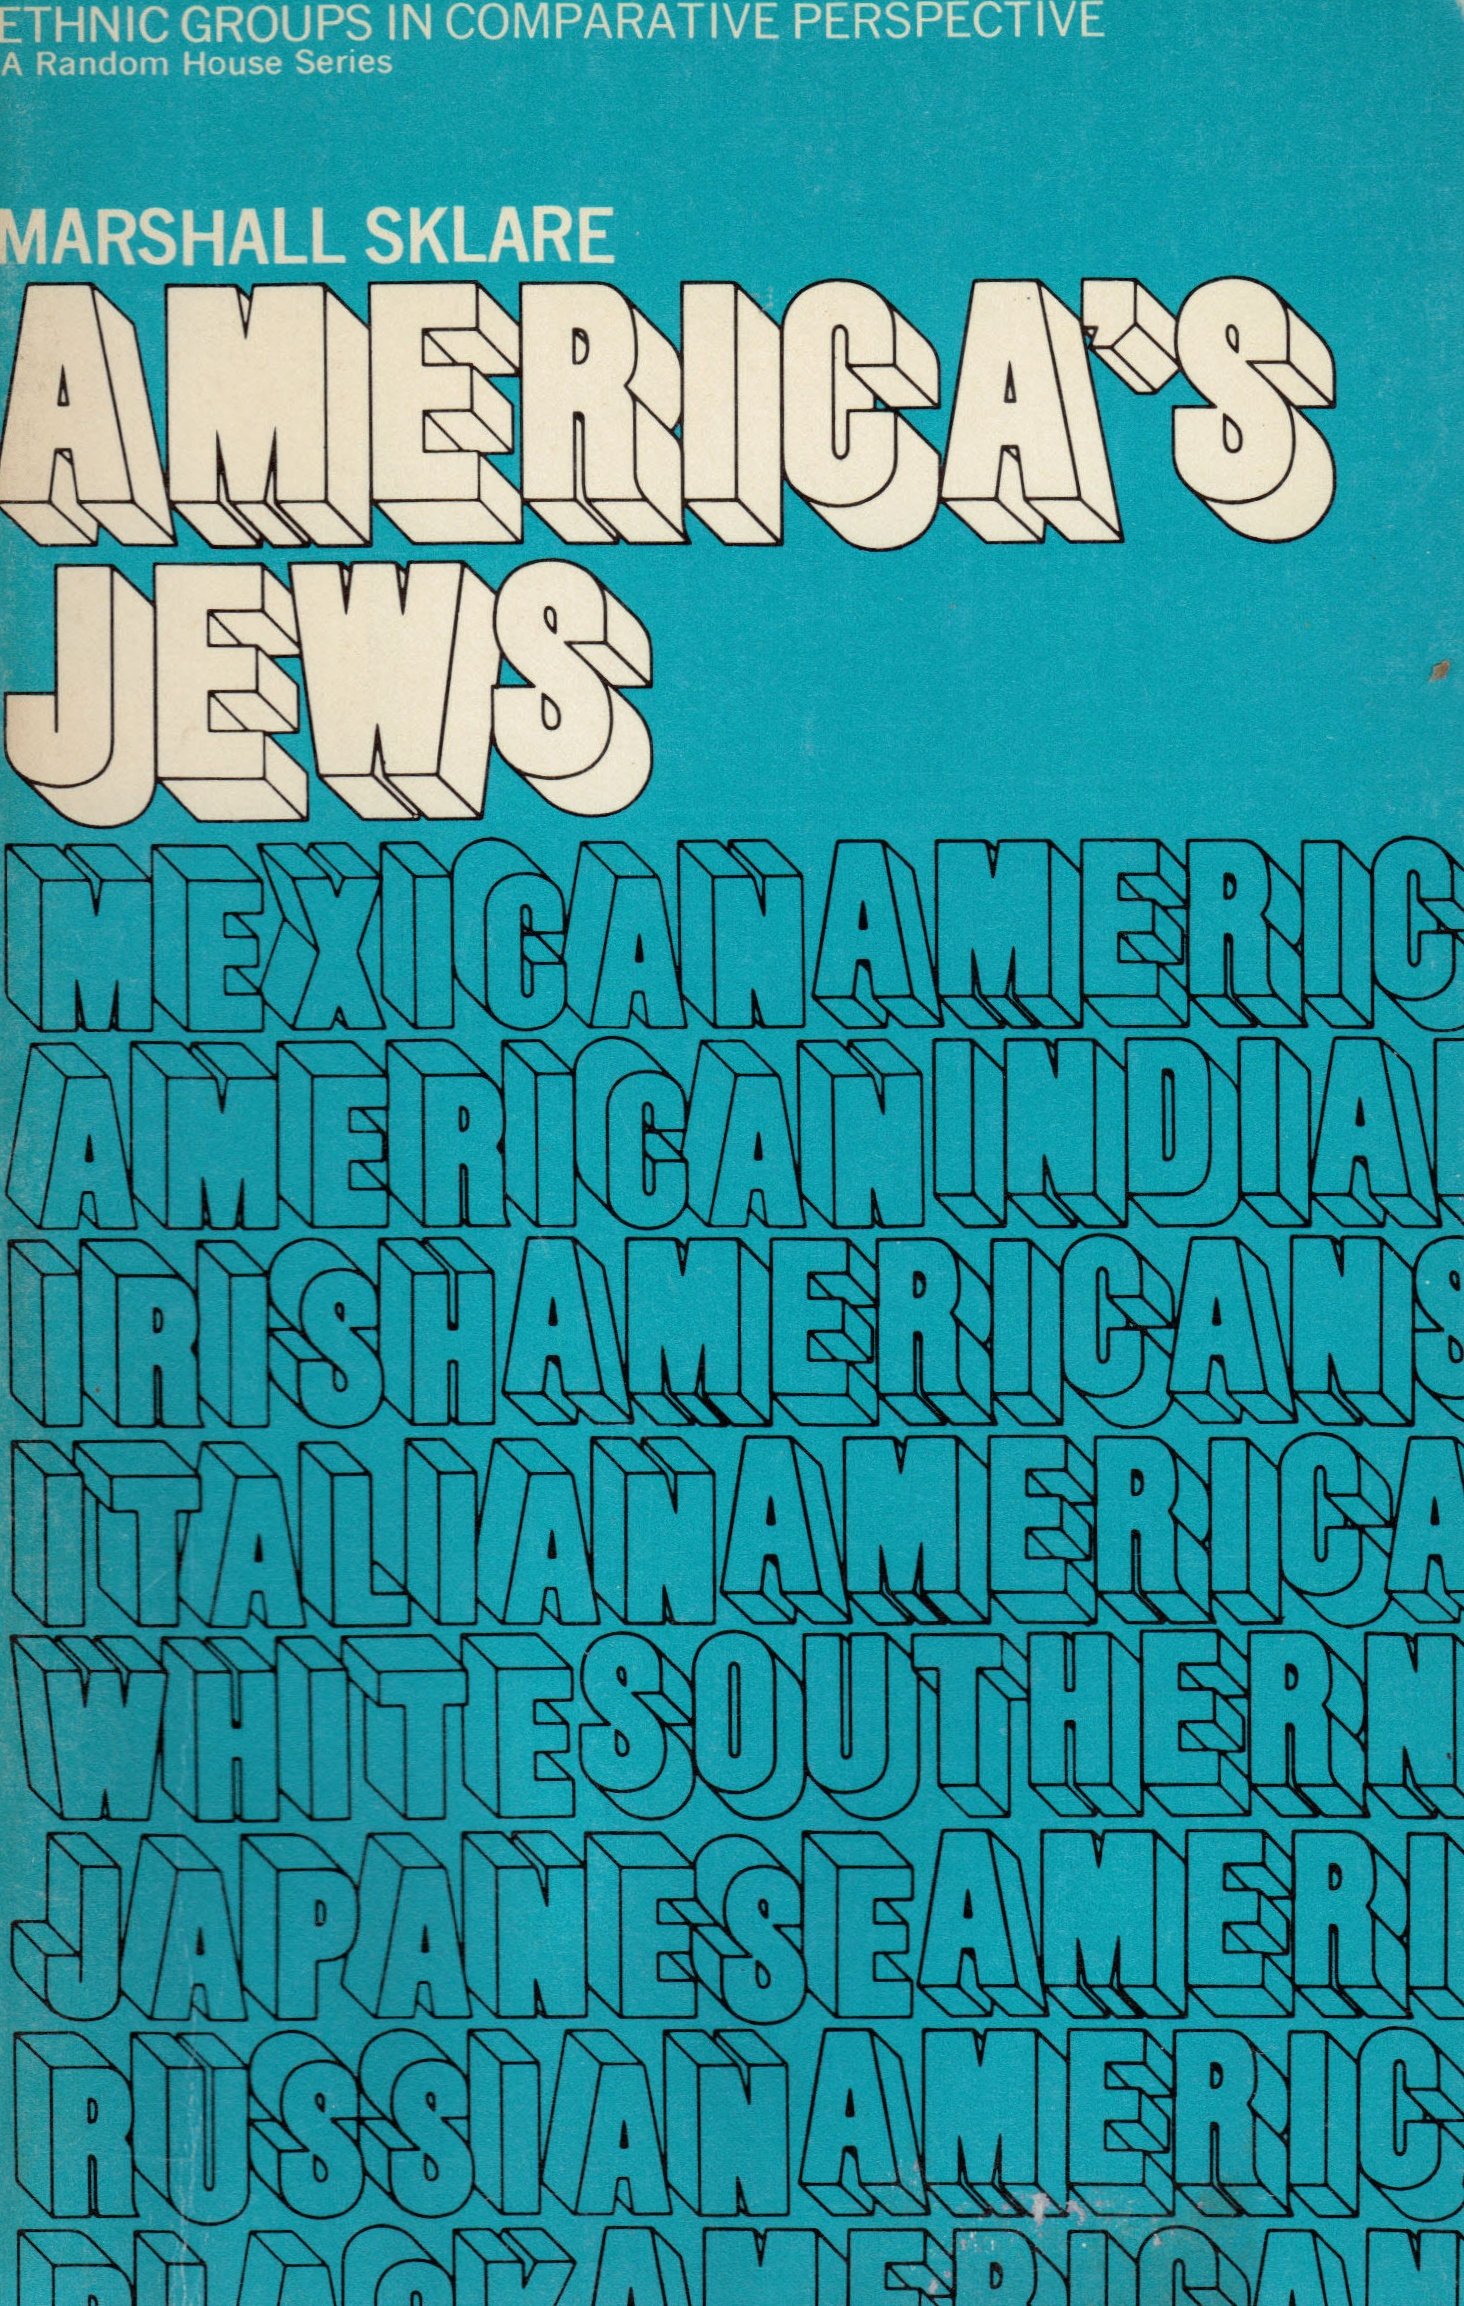 ETHNIC GROUPS IN COMPARATIVE PERSPECTIVE
A Random House Series
MARSHALL SKLARE
AMERICA'S
JEWS
MEXICANAMERIC
AMERICANINDIA
IRISHAMERICANS
ITALIANAMERICA
WHITESOUTHERN
JAPANESEAMERI
RUSSIANAMERIC
BLACKAMERICAN